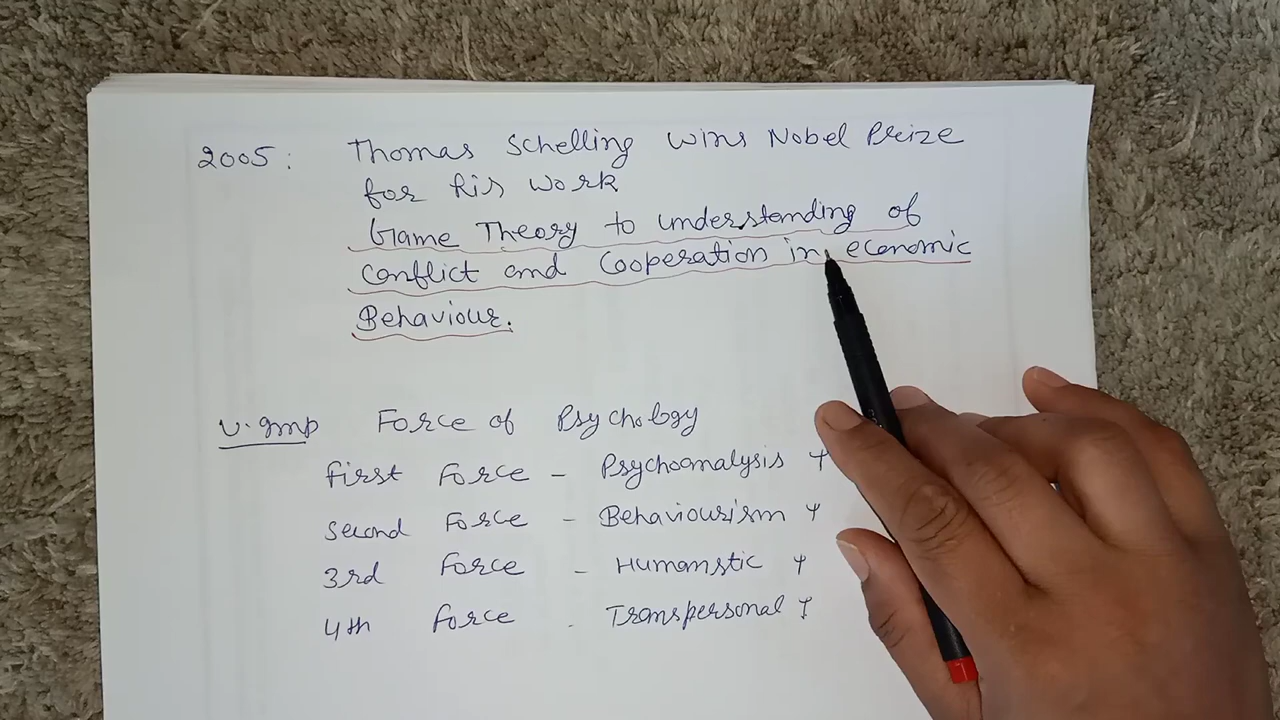 2005: Thomas Schelling wins Nobel Prize
for his work
Game Theory to understanding of
conflict and Cooperation in economic
Behaviour.
V. Imp Force of Psychology
first Force - Psychoanalysis Ψ
second Force - Behaviourism Ψ
3rd Force - Humanstic Ψ
4th Force - Transpersonal Ψ